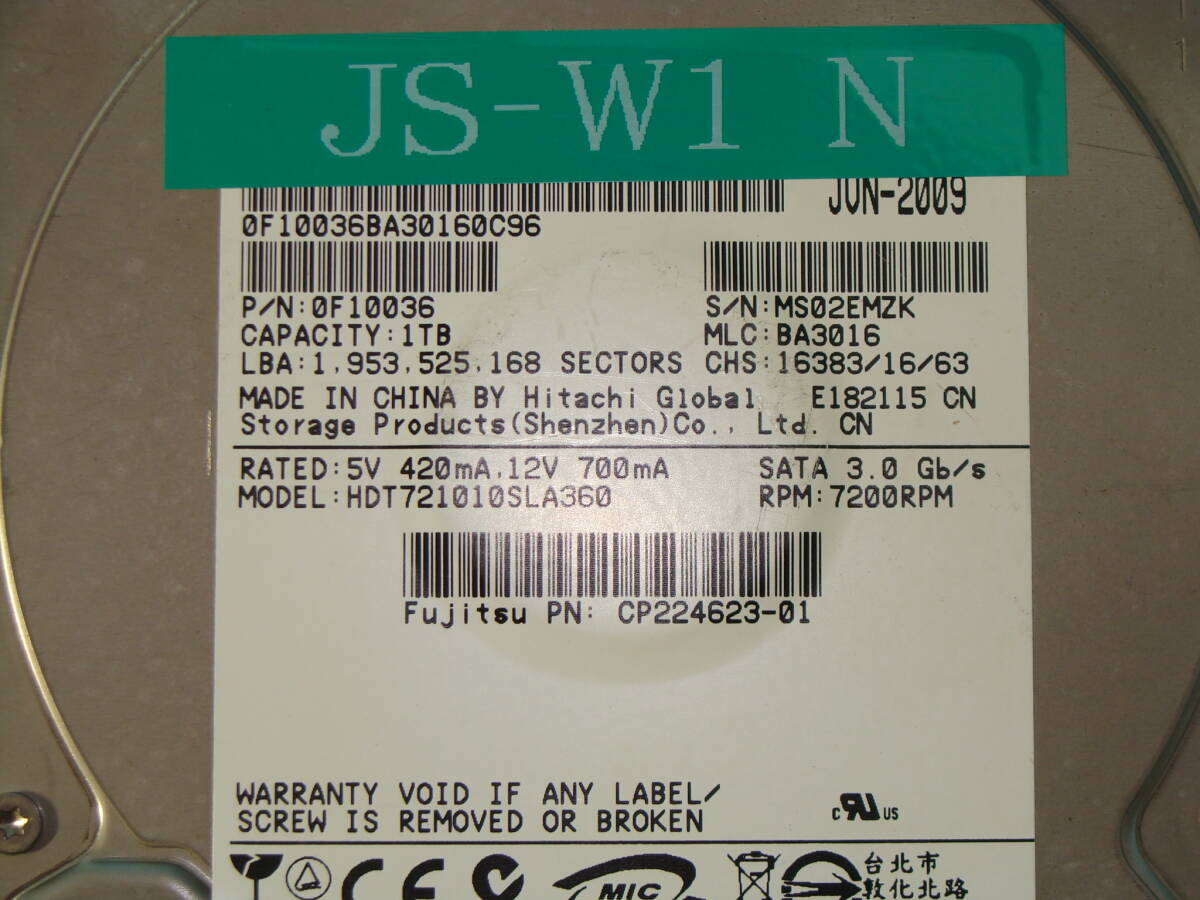 JS-W1 N
JUN-2009
0F10036BA30160C96
P/N:0F10036 S/N:MS02EMZK
CAPACITY:1TB MLC:BA3016
LBA:1,953,525,168 SECTORS CHS:16383/16/63
MADE IN CHINA BY Hitachi Global E182115 CN
Storage Products(Shenzhen)Co., Ltd. CN
RATED:5V 420mA,12V 700mA SATA 3.0 Gb/s
MODEL:HDT721010SLA360 RPM:7200RPM
Fujitsu PN: CP224623-01
WARRANTY VOID IF ANY LABEL/
SCREW IS REMOVED OR BROKEN
c RU US
CE MIC 台北市
敦化北路